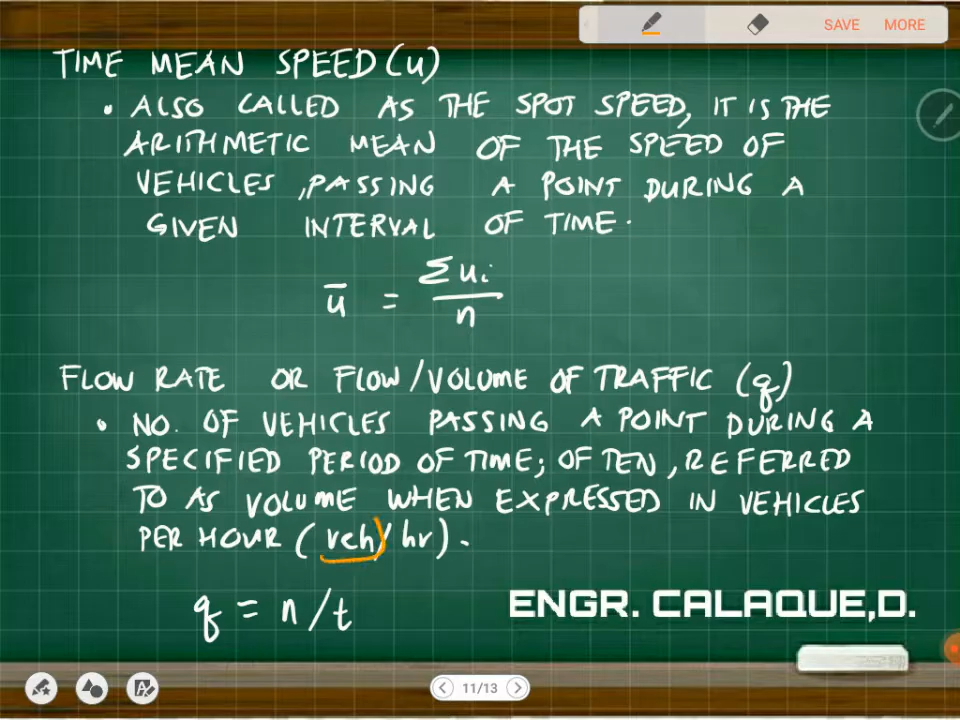 SAVE MORE
TIME MEAN SPEED (u)
• ALSO CALLED AS THE SPOT SPEED, IT IS THE
ARITHMETIC MEAN OF THE SPEED OF
VEHICLES, PASSING A POINT DURING A
GIVEN INTERVAL OF TIME.
ū = Σui / n
FLOW RATE OR FLOW/VOLUME OF TRAFFIC (q)
• NO. OF VEHICLES PASSING A POINT DURING A
SPECIFIED PERIOD OF TIME; OFTEN, REFERRED
TO AS VOLUME WHEN EXPRESSED IN VEHICLES
PER HOUR (veh/hr).
q = n/t
ENGR. CALAQUE,D.
11/13